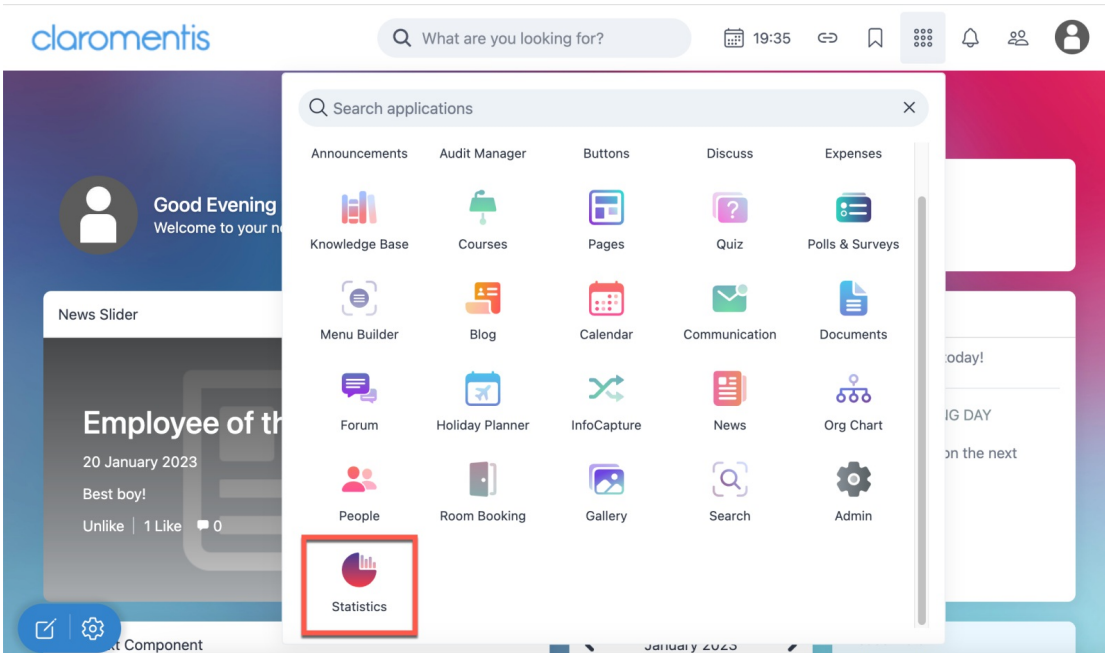 claromentis
What are you looking for?
19:35
Search applications
Announcements Audit Manager Buttons Discuss Expenses
Good Evening
Welcome to your
Knowledge Base Courses Pages Quiz Polls & Surveys
News Slider
Menu Builder Blog Calendar Communication Documents
today!
Employee of
Forum Holiday Planner InfoCapture News Org Chart
DAY
20 January 2023
on the next
Best boy!
People Room Booking Gallery Search Admin
Unlike 1 Like 0
Statistics
Component
January 2023